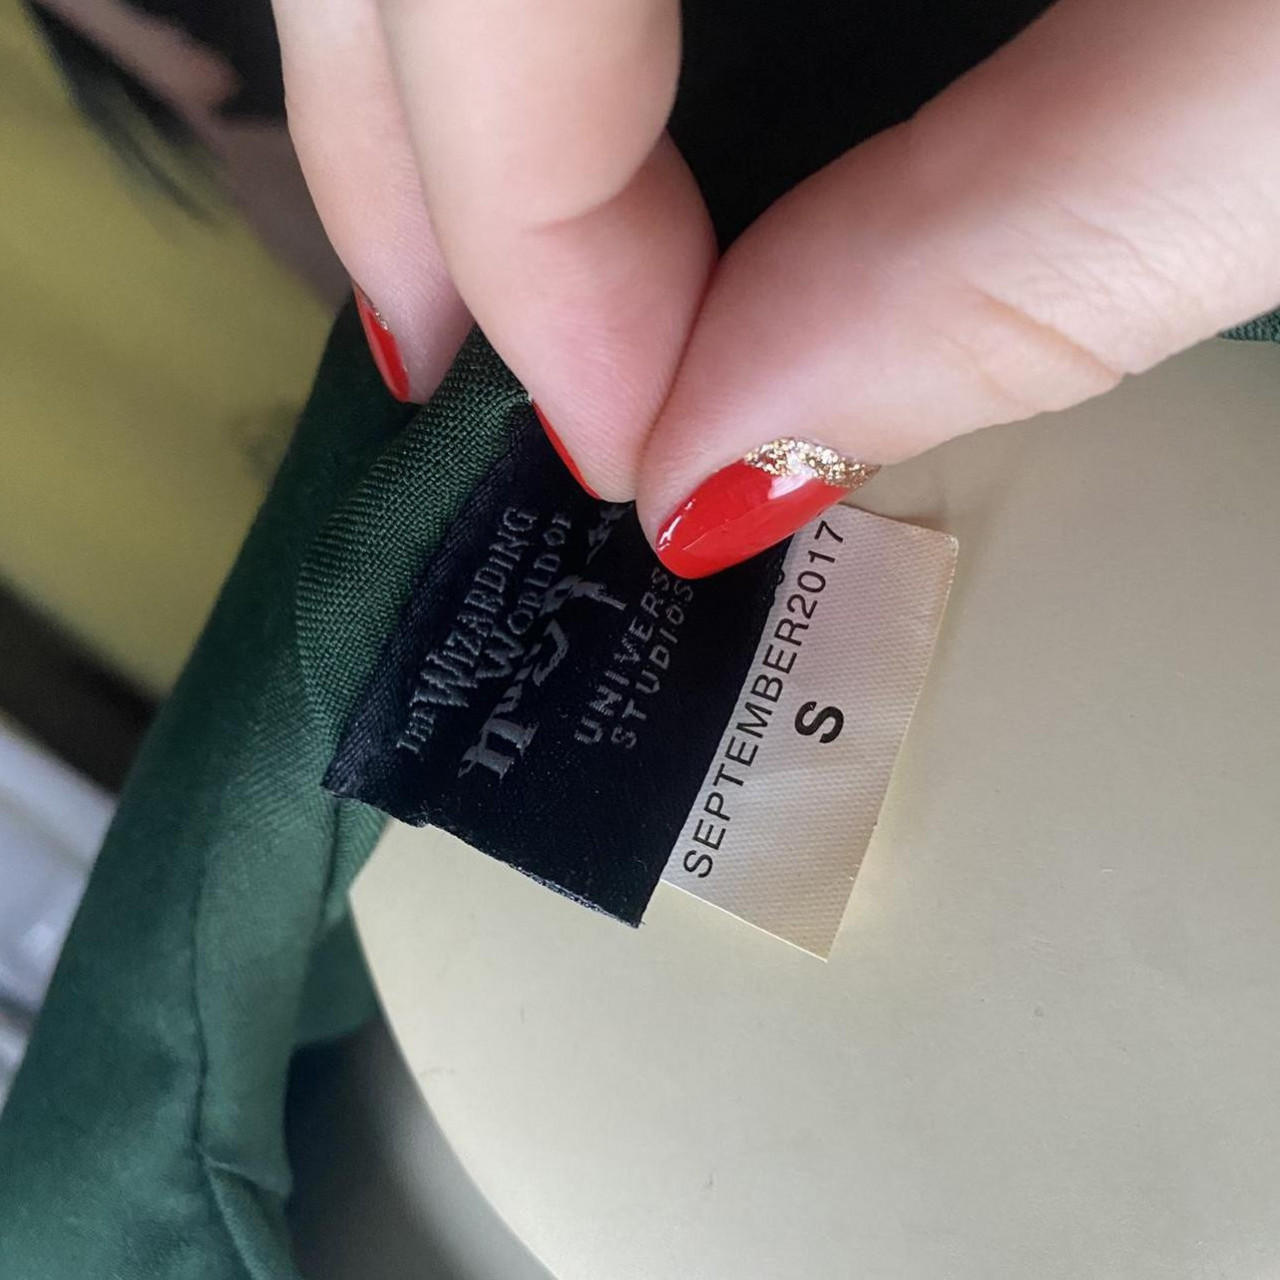 THE WIZARDING
WORLD OF
UNIVERS
STUDIOS
SEPTEMBER2017
S